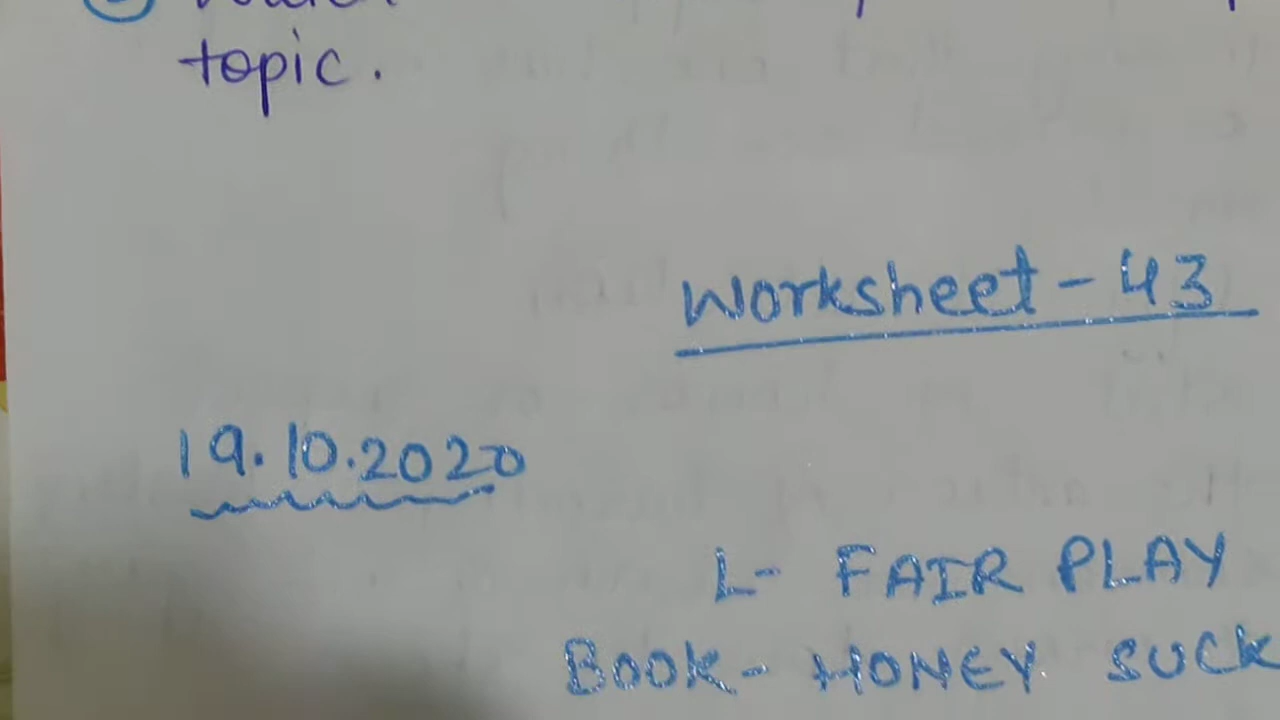 topic.
Worksheet - 43
19.10.2020
L- FAIR PLAY
BOOK- HONEY SUCK